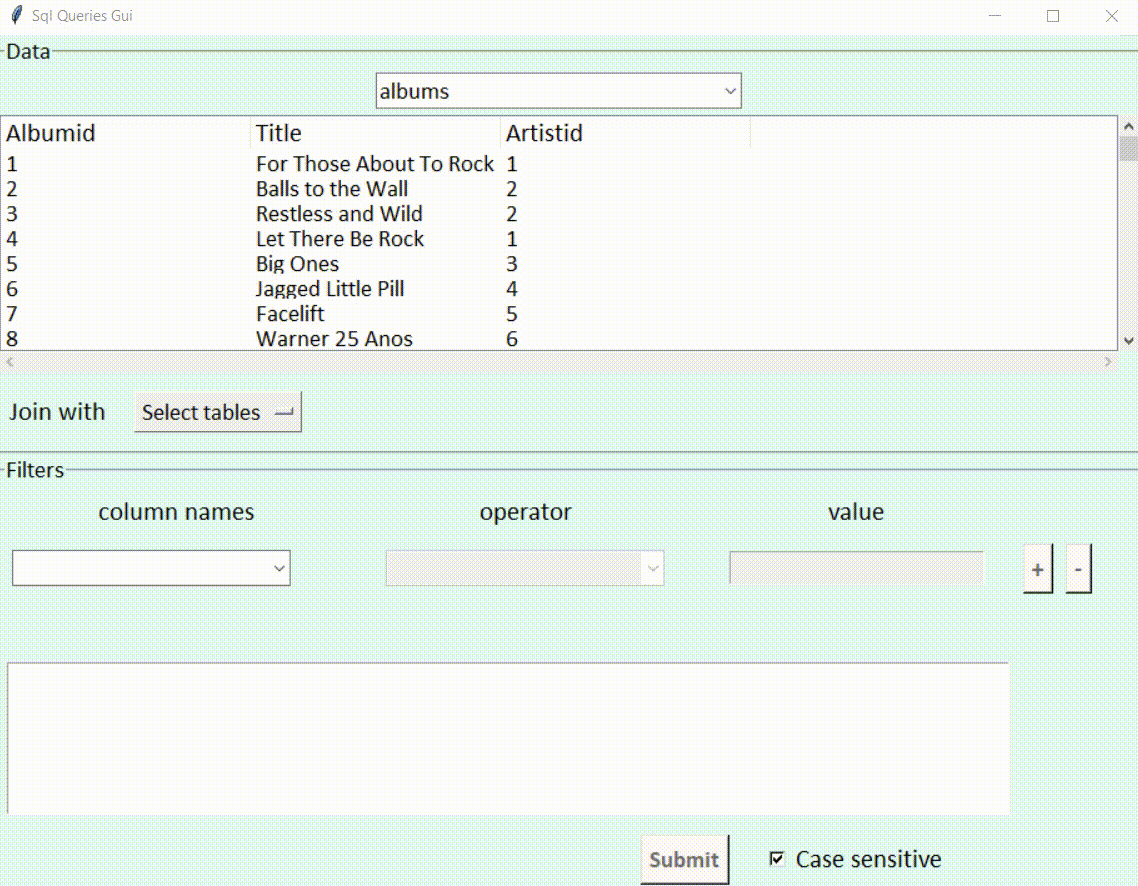 Sql Queries Gui
Data
albums
Albumid Title Artistid
1 For Those About To Rock 1
2 Balls to the Wall 2
3 Restless and Wild 2
4 Let There Be Rock 1
5 Big Ones 3
6 Jagged Little Pill 4
7 Facelift 5
8 Warner 25 Anos 6
Join with Select tables
Filters
column names operator value
+ -
Submit Case sensitive